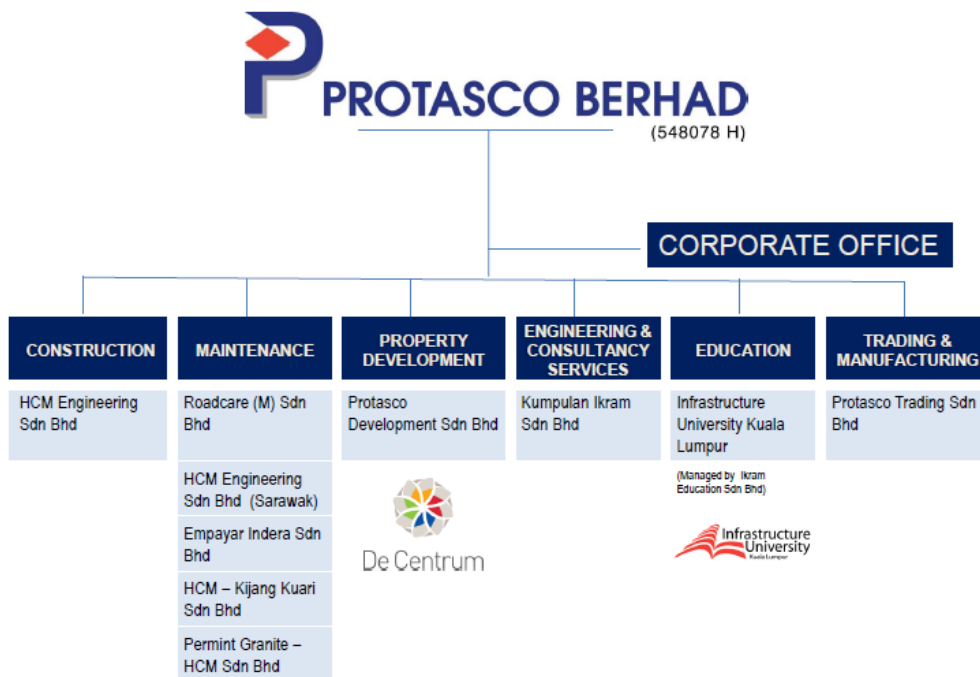 PROTASCO BERHAD
(548078 H)
CORPORATE OFFICE
CONSTRUCTION
HCM Engineering
Sdn Bhd
MAINTENANCE
Roadcare (M) Sdn
Bhd
HCM Engineering
Sdn Bhd (Sarawak)
Empayar Indera Sdn
Bhd
HCM – Kijang Kuari
Sdn Bhd
Permint Granite –
HCM Sdn Bhd
PROPERTY
DEVELOPMENT
Protasco
Development Sdn Bhd
De Centrum
ENGINEERING &
CONSULTANCY
SERVICES
Kumpulan Ikram
Sdn Bhd
EDUCATION
Infrastructure
University Kuala
Lumpur
(Managed by Ikram
Education Sdn Bhd)
Infrastructure
University
Kuala Lumpur
TRADING &
MANUFACTURING
Protasco Trading Sdn
Bhd